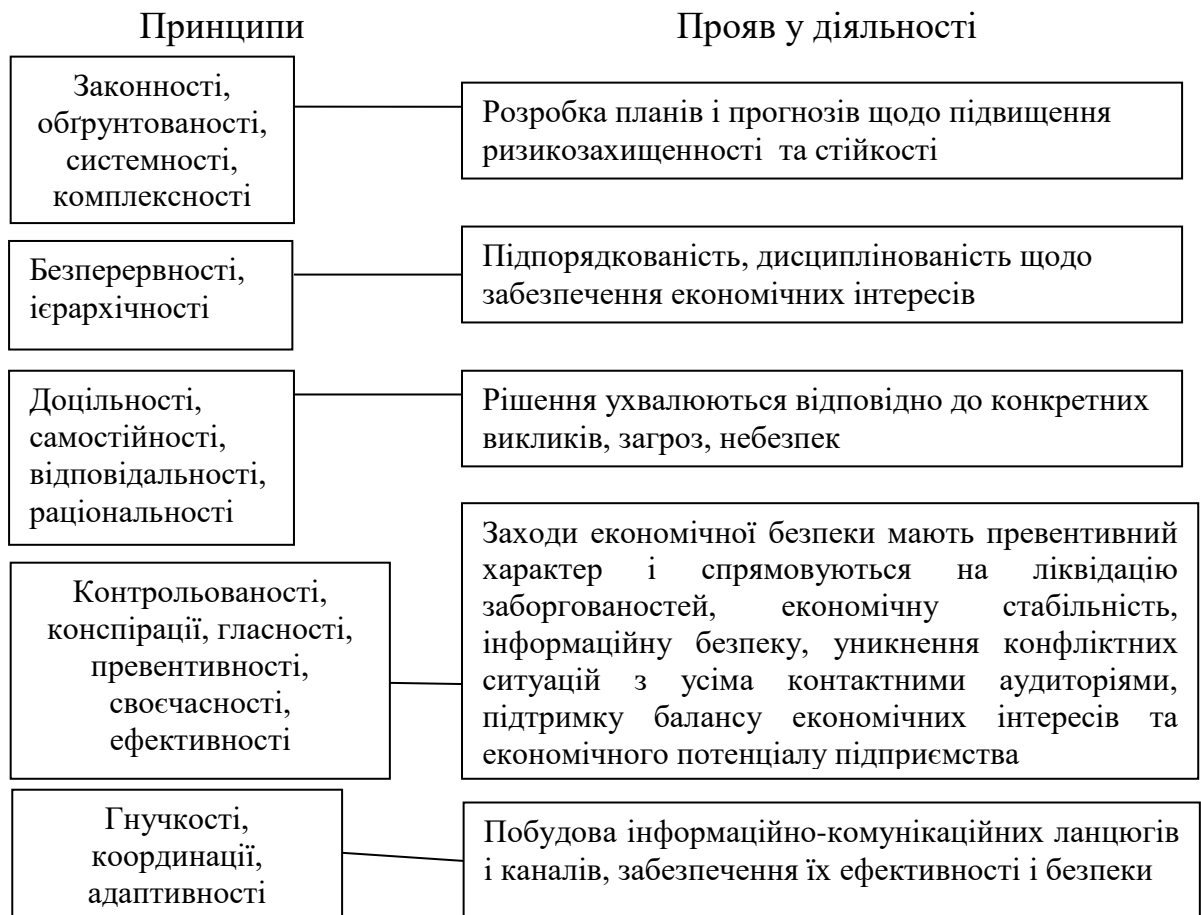 Принципи
Прояв у діяльності
Законності,
обґрунтованості,
системності,
комплексності
Розробка планів і прогнозів щодо підвищення
ризикозахищенності та стійкості
Безперервності,
ієрархічності
Підпорядкованість, дисциплінованість щодо
забезпечення економічних інтересів
Доцільності,
самостійності,
відповідальності,
раціональності
Рішення ухвалюються відповідно до конкретних
викликів, загроз, небезпек
Контрольованості,
конспірації, гласності,
превентивності,
своєчасності,
ефективності
Заходи економічної безпеки мають превентивний
характер і спрямовуються на ліквідацію
заборгованостей, економічну стабільність,
інформаційну безпеку, уникнення конфліктних
ситуацій з усіма контактними аудиторіями,
підтримку балансу економічних інтересів та
економічного потенціалу підприємства
Гнучкості,
координації,
адаптивності
Побудова інформаційно-комунікаційних ланцюгів
і каналів, забезпечення їх ефективності і безпеки